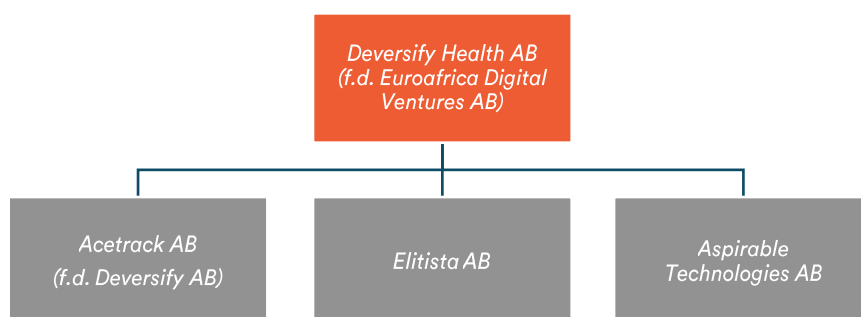 Deversify Health AB
(f.d. Euroafrica Digital
Ventures AB)
Acetrack AB
(f.d. Deversify AB)
Elitista AB
Aspirable
Technologies AB